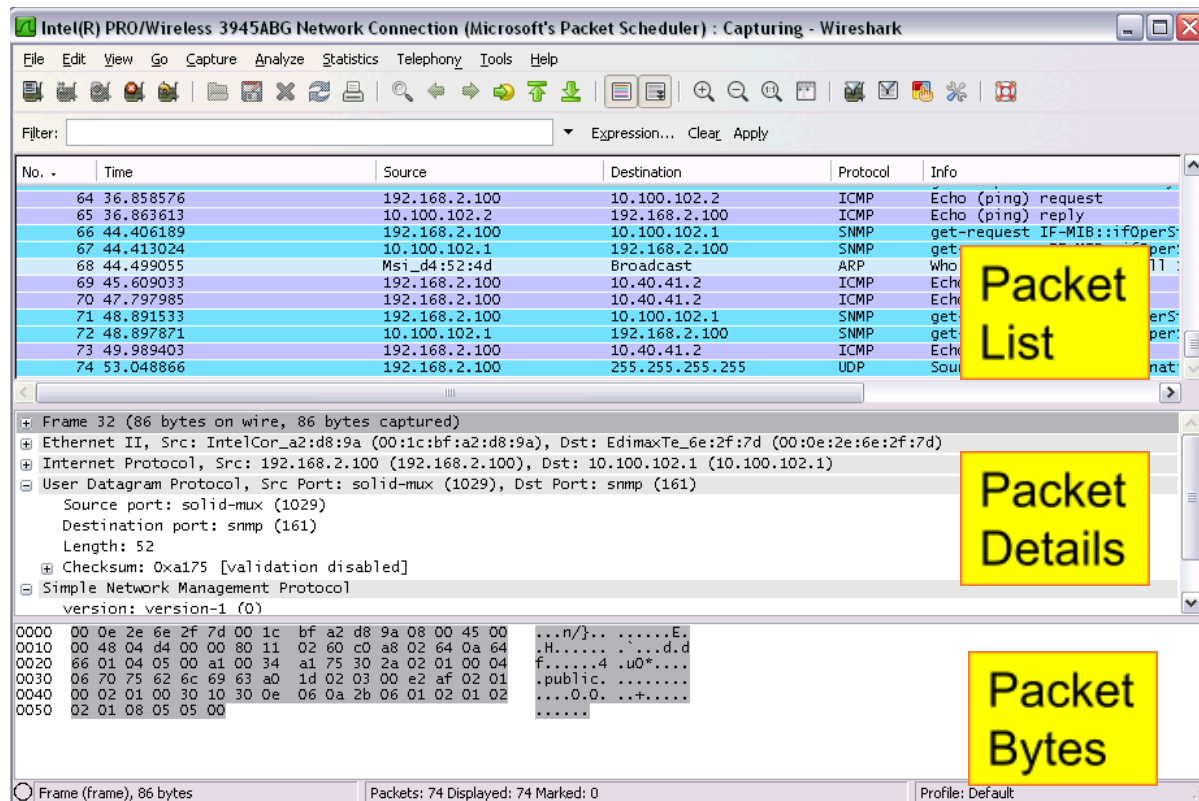 Intel(R) PRO/Wireless 3945ABG Network Connection (Microsoft's Packet Scheduler) : Capturing - Wireshark
File Edit View Go Capture Analyze Statistics Telephony Tools Help
Filter: Expression... Clear Apply
No. Time Source Destination Protocol Info
64 36.858576 192.168.2.100 10.100.102.2 ICMP Echo (ping) request
65 36.863613 10.100.102.2 192.168.2.100 ICMP Echo (ping) reply
66 44.406189 192.168.2.100 10.100.102.1 SNMP get-request IF-MIB::ifOperS
67 44.413024 10.100.102.1 192.168.2.100 SNMP
68 44.499055 Msi_d4:52:4d Broadcast ARP Who
69 45.609033 192.168.2.100 10.40.41.2 ICMP
70 47.797985 192.168.2.100 10.40.41.2 ICMP
71 48.891533 192.168.2.100 10.100.102.1 SNMP
72 48.897871 10.100.102.1 192.168.2.100 SNMP
73 49.989403 192.168.2.100 10.40.41.2 ICMP
74 53.048866 192.168.2.100 255.255.255.255 UDP
Packet
List
Frame 32 (86 bytes on wire, 86 bytes captured)
Ethernet II, Src: IntelCor_a2:d8:9a (00:1c:bf:a2:d8:9a), Dst: EdimaxTe_6e:2f:7d (00:0e:2e:6e:2f:7d)
Internet Protocol, Src: 192.168.2.100 (192.168.2.100), Dst: 10.100.102.1 (10.100.102.1)
User Datagram Protocol, Src Port: solid-mux (1029), Dst Port: snmp (161)
Source port: solid-mux (1029)
Destination port: snmp (161)
Length: 52
Checksum: 0xa175 [validation disabled]
Simple Network Management Protocol
version: version-1 (0)
Packet
Details
0000 00 0e 2e 6e 2f 7d 00 1c bf a2 d8 9a 08 00 45 00 ...n/}.. ......E.
0010 00 48 04 d4 00 00 80 11 02 60 c0 a8 02 64 0a 64 .H...... .`...d.d
0020 66 01 04 05 00 a1 00 34 a1 75 30 2a 02 01 00 04 f......4 .u0*....
0030 06 70 75 62 6c 69 63 a0 1d 02 03 00 e2 af 02 01 .public. ........
0040 00 02 01 00 30 10 30 0e 06 0a 2b 06 01 02 01 02 ....0.0. ..+.....
0050 02 01 08 05 05 00 ......
Packet
Bytes
Frame (frame), 86 bytes Packets: 74 Displayed: 74 Marked: 0 Profile: Default